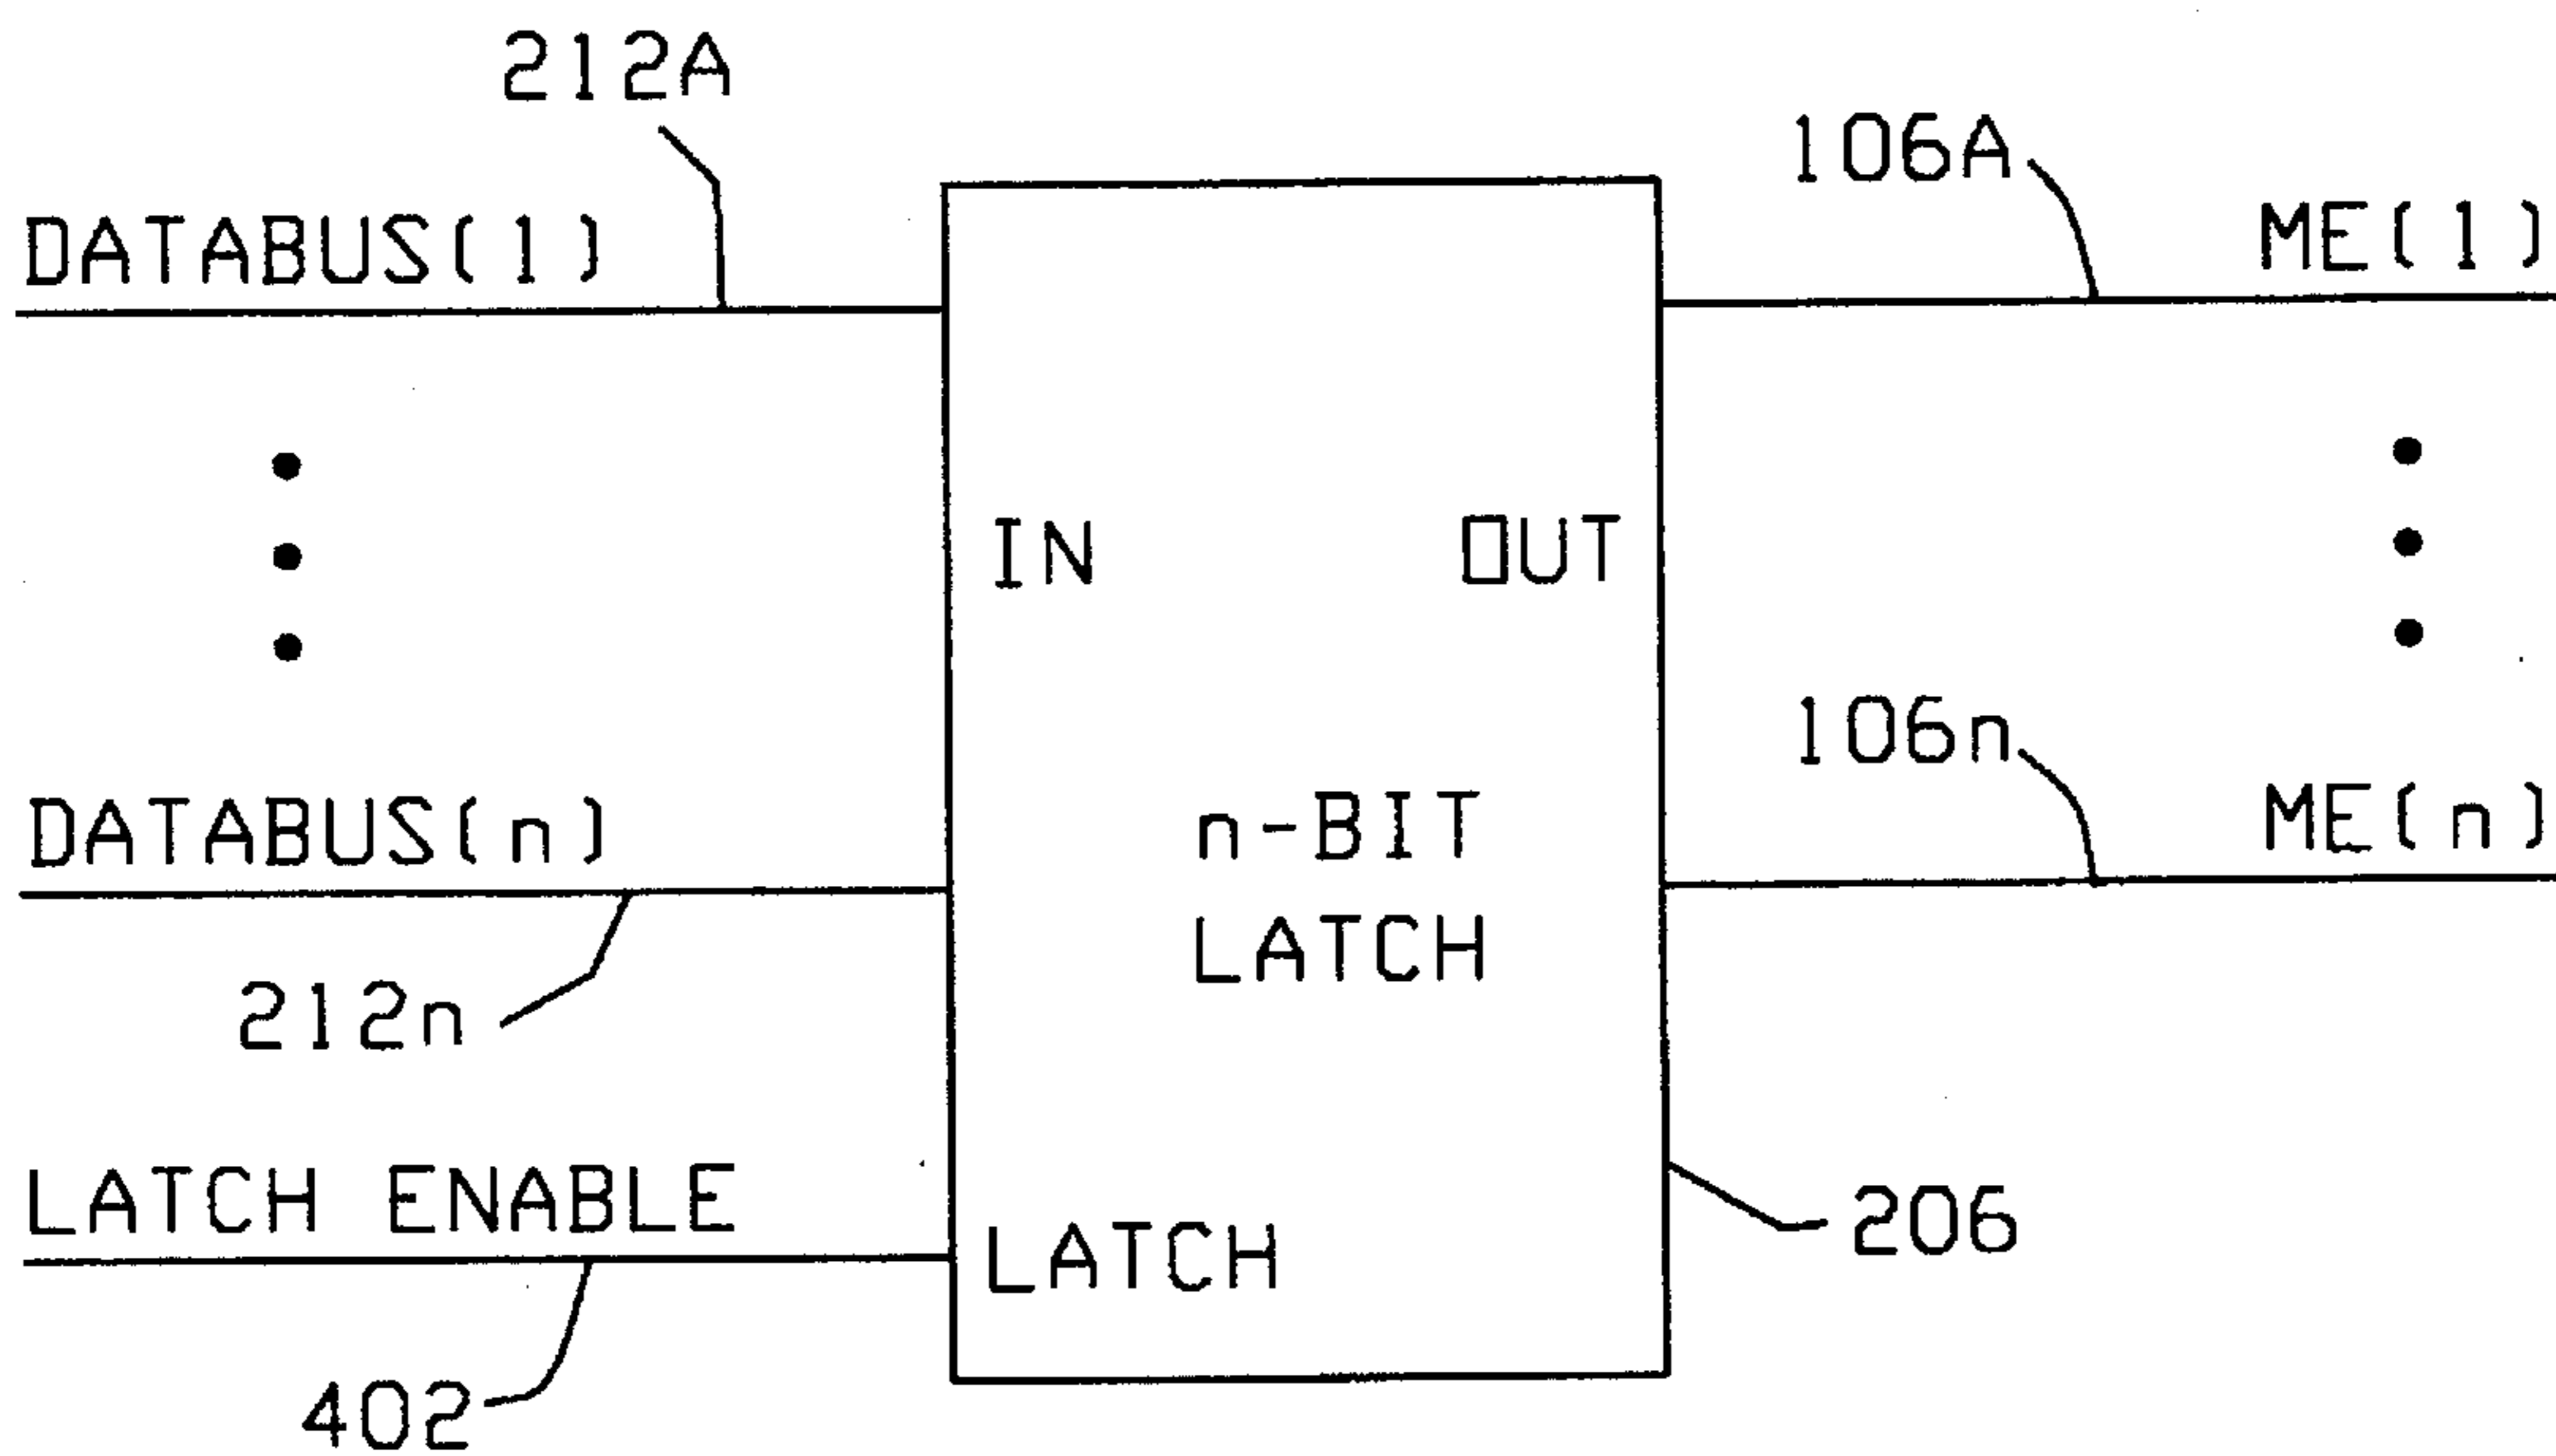 212A
106A
DATABUS(1)
ME(1)
IN
OUT
106n
DATABUS(n)
n-BIT
LATCH
ME(n)
212n
LATCH ENABLE
LATCH
206
402